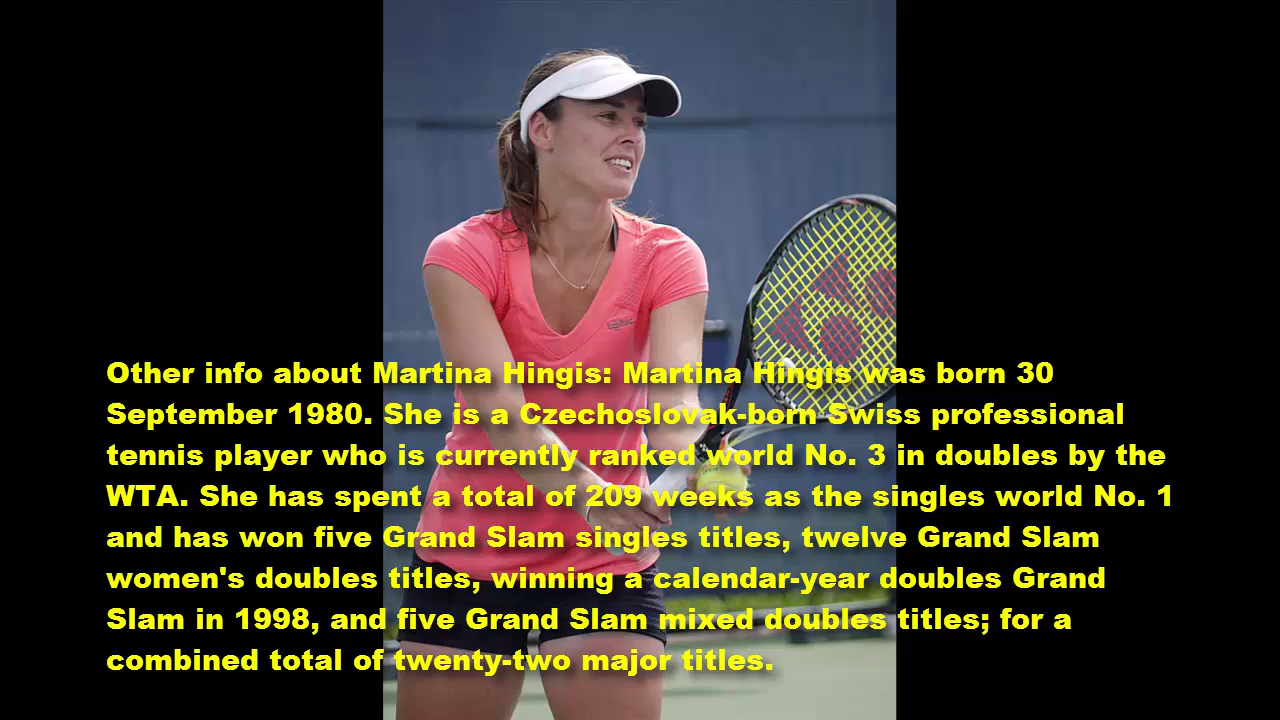 Other info about Martina Hingis: Martina Hingis was born 30
September 1980. She is a Czechoslovak-born Swiss professional
tennis player who is currently ranked world No. 3 in doubles by the
WTA. She has spent a total of 209 weeks as the singles world No. 1
and has won five Grand Slam singles titles, twelve Grand Slam
women's doubles titles, winning a calendar-year doubles Grand
Slam in 1998, and five Grand Slam mixed doubles titles; for a
combined total of twenty-two major titles.